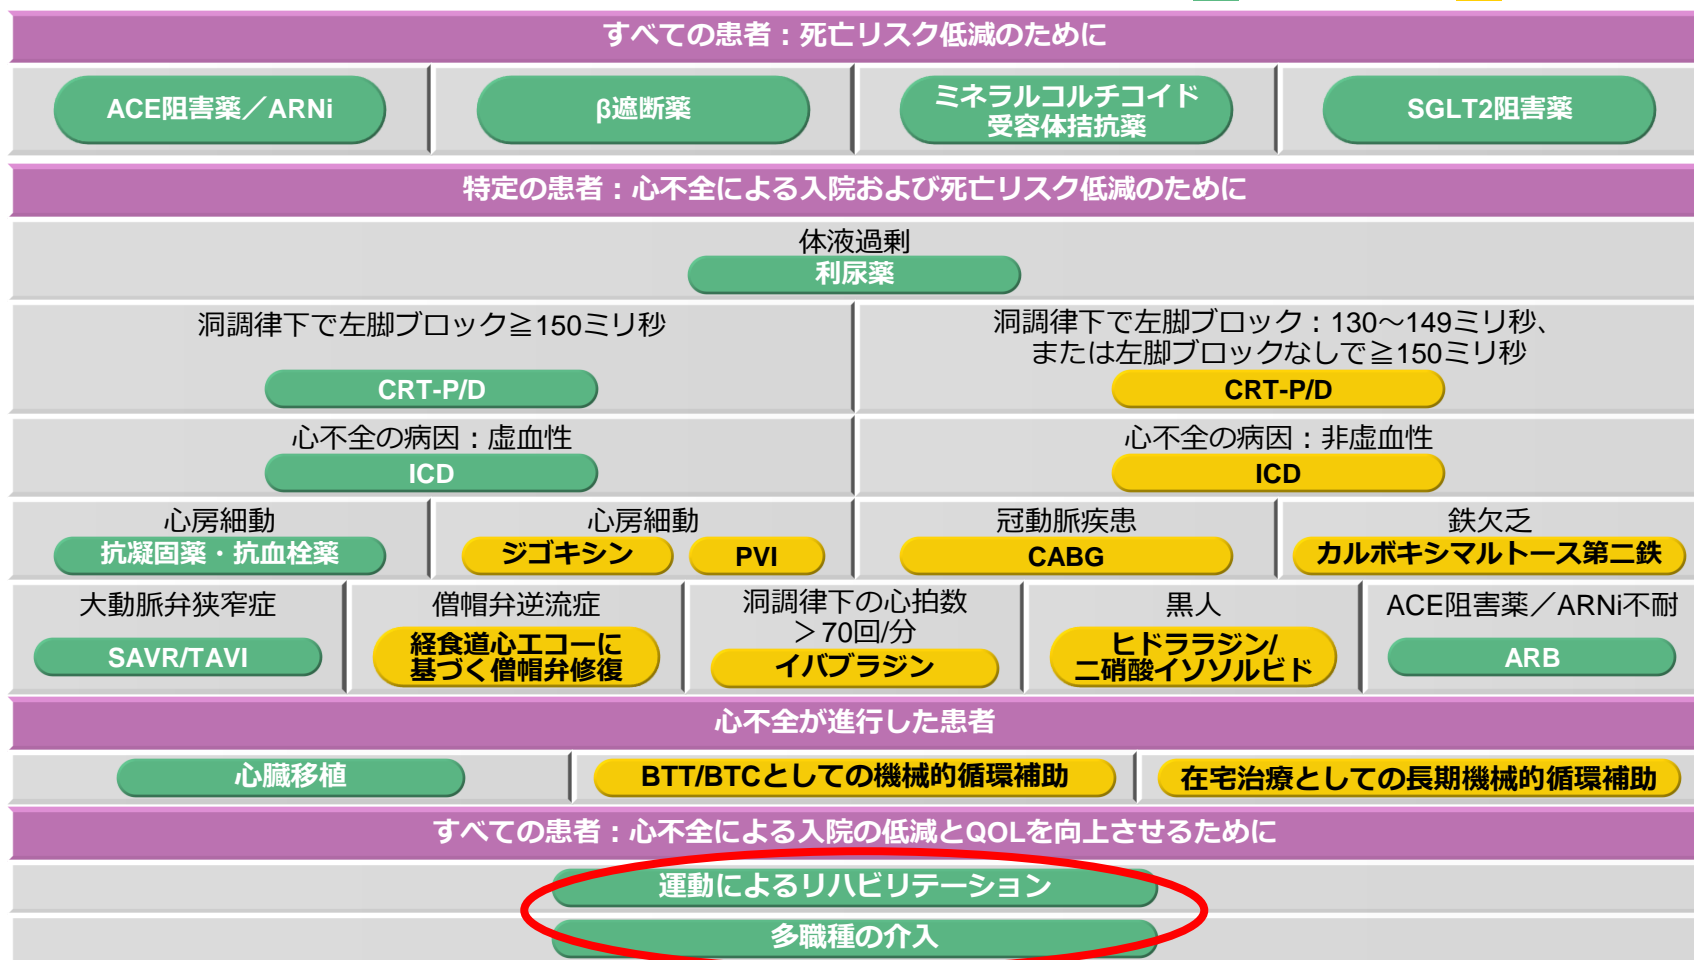 すべての患者：死亡リスク低減のために
ACE阻害薬／ARNi
β遮断薬
ミネラルコルチコイド
受容体拮抗薬
SGLT2阻害薬
特定の患者：心不全による入院および死亡リスク低減のために
体液過剰
利尿薬
洞調律下で左脚ブロック≧150ミリ秒
CRT-P/D
洞調律下で左脚ブロック：130～149ミリ秒、
または左脚ブロックなしで≧150ミリ秒
CRT-P/D
心不全の病因：虚血性
ICD
心不全の病因：非虚血性
ICD
心房細動
抗凝固薬・抗血栓薬
心房細動
ジゴキシン
PVI
冠動脈疾患
CABG
鉄欠乏
カルボキシマルトース第二鉄
大動脈弁狭窄症
SAVR/TAVI
僧帽弁逆流症
経食道心エコーに
基づく僧帽弁修復
洞調律下の心拍数
＞70回/分
イバブラジン
黒人
ヒドララジン/
二硝酸イソソルビド
ACE阻害薬／ARNi不耐
ARB
心不全が進行した患者
心臓移植
BTT/BTCとしての機械的循環補助
在宅治療としての長期機械的循環補助
すべての患者：心不全による入院の低減とQOLを向上させるために
運動によるリハビリテーション
多職種の介入